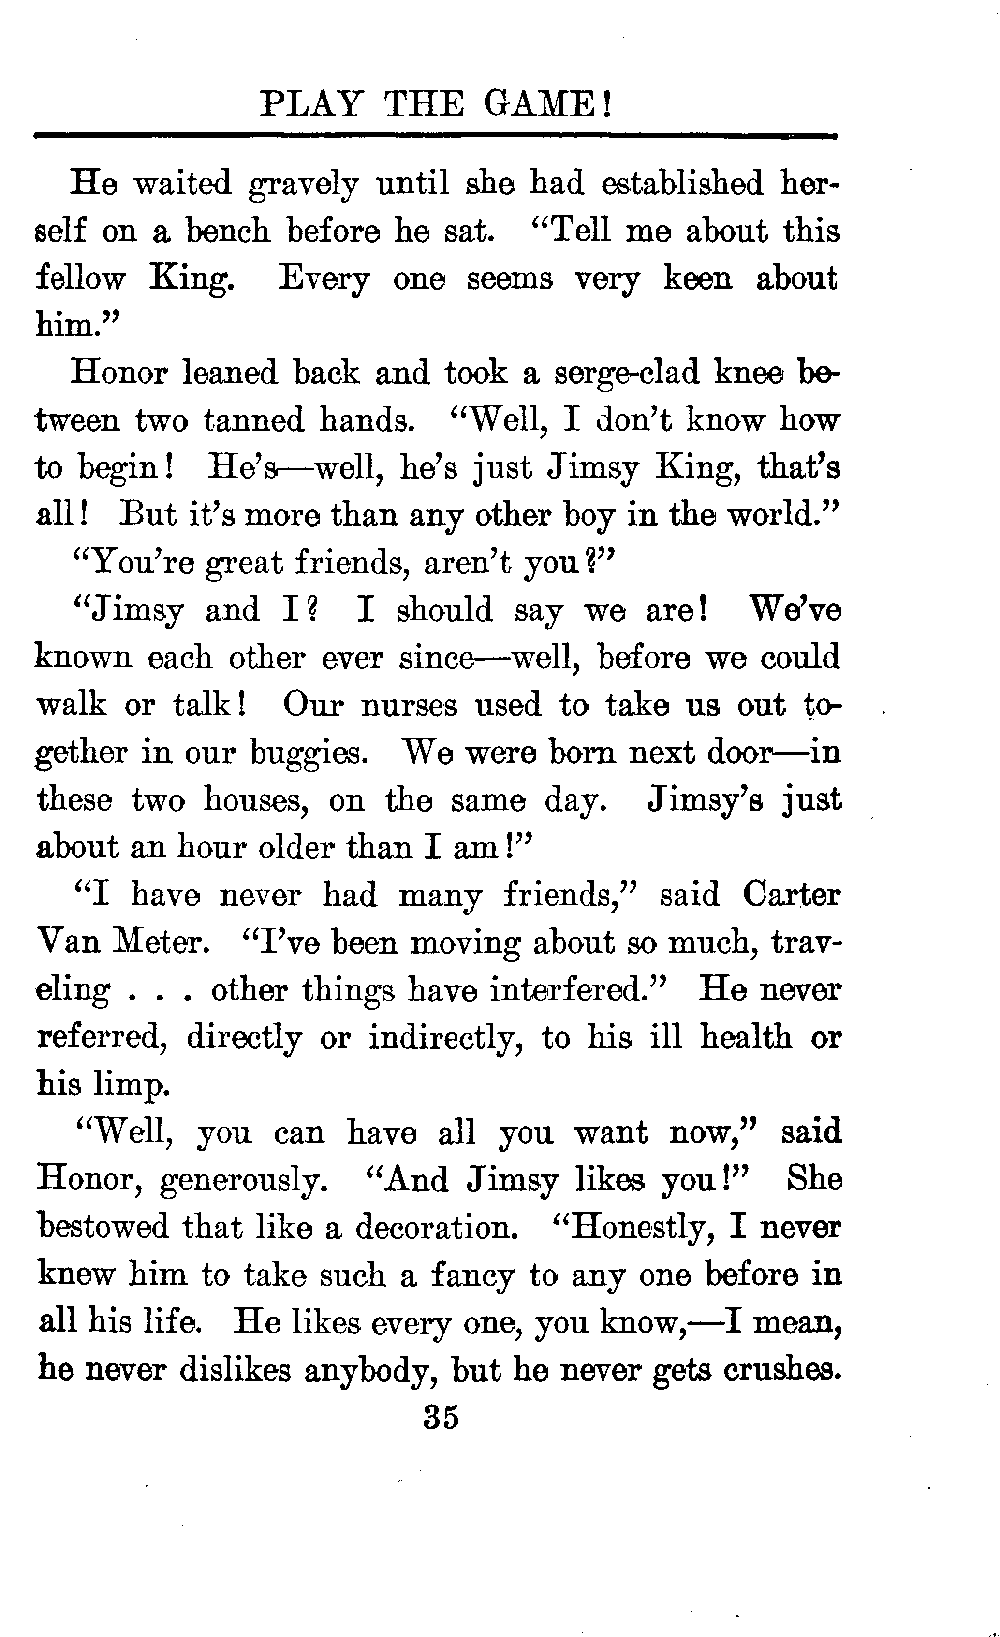 PLAY THE GAME!
He waited gravely until she had established her-
self on a bench before he sat. “Tell me about this
fellow King. Every one seems very keen about
him.”
Honor leaned back and took a serge-clad knee be-
tween two tanned hands. “Well, I don’t know how
to begin! He’s—well, he’s just Jimsy King, that’s
all! But it’s more than any other boy in the world.”
“You’re great friends, aren’t you?”
“Jimsy and I? I should say we are! We’ve
known each other ever since—well, before we could
walk or talk! Our nurses used to take us out to-
gether in our buggies. We were born next door—in
these two houses, on the same day. Jimsy’s just
about an hour older than I am!”
“I have never had many friends,” said Carter
Van Meter. “I’ve been moving about so much, trav-
eling . . . other things have interfered.” He never
referred, directly or indirectly, to his ill health or
his limp.
“Well, you can have all you want now,” said
Honor, generously. “And Jimsy likes you!” She
bestowed that like a decoration. “Honestly, I never
knew him to take such a fancy to any one before in
all his life. He likes every one, you know,—I mean,
he never dislikes anybody, but he never gets crushes.
35